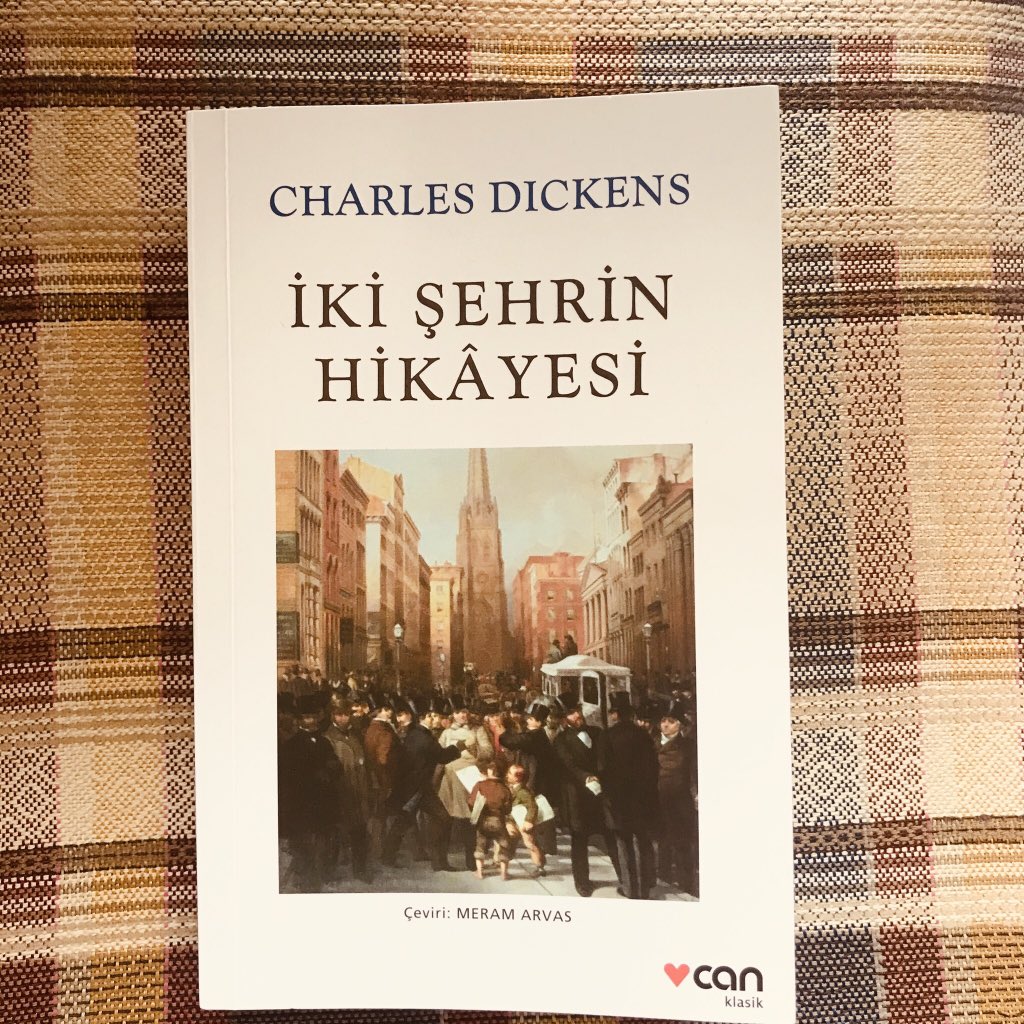 CHARLES DICKENS
İKİ ŞEHRİN
HİKÂYESİ
Çeviri: MERAM ARVAS
can
klasik